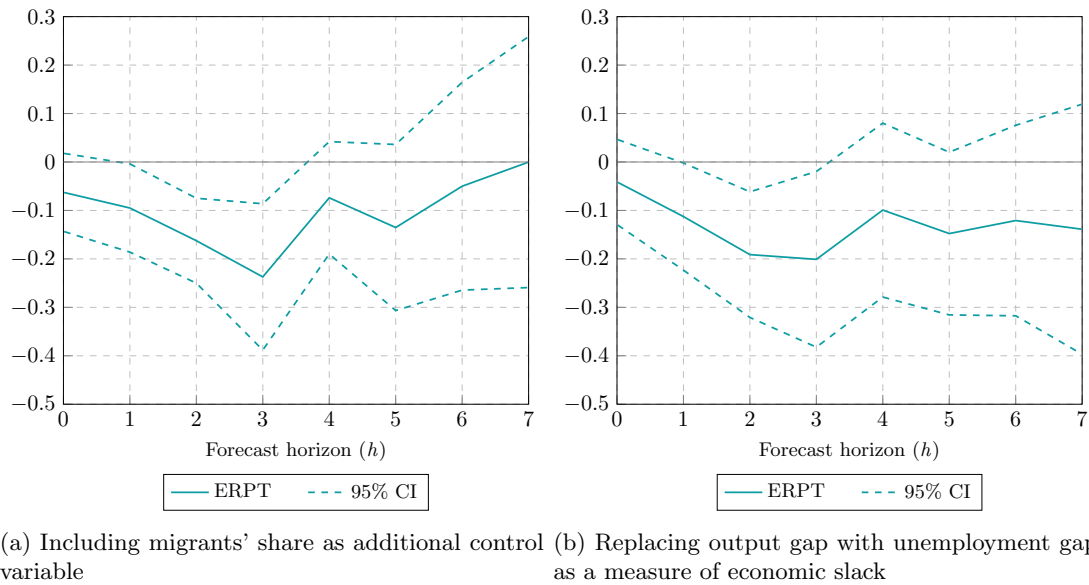 0.3
0.2
0.1
0
−0.1
−0.2
−0.3
−0.4
−0.5
0 1 2 3 4 5 6 7
Forecast horizon (h)
ERPT 95% CI
(a) Including migrants' share as additional control
variable
0.3
0.2
0.1
0
−0.1
−0.2
−0.3
−0.4
−0.5
0 1 2 3 4 5 6 7
Forecast horizon (h)
ERPT 95% CI
(b) Replacing output gap with unemployment gap
as a measure of economic slack